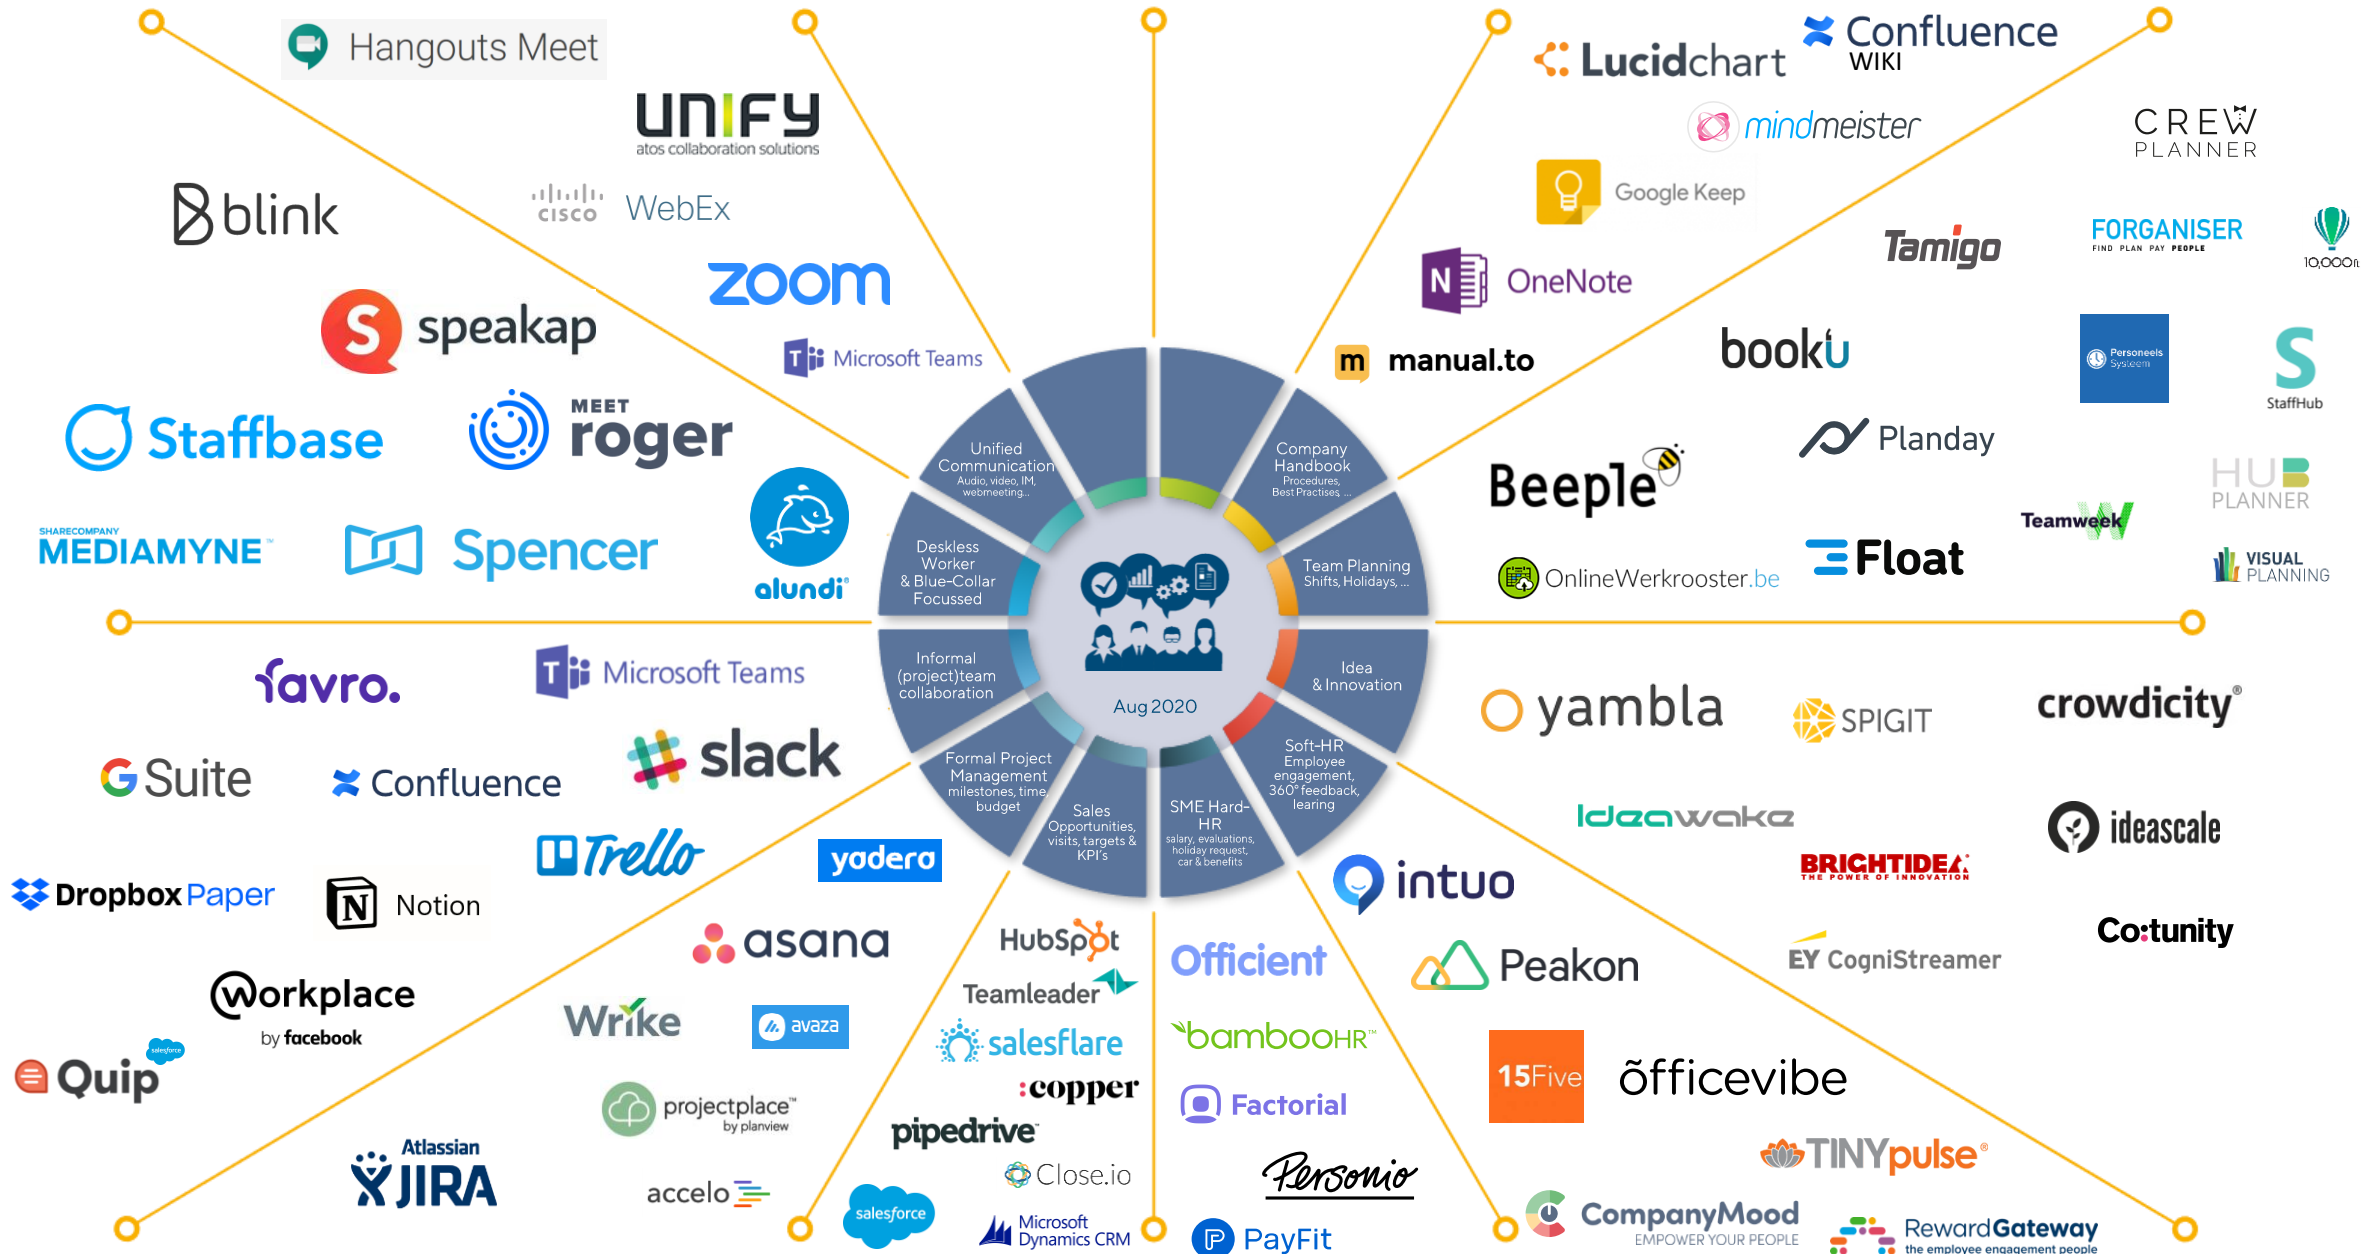 Hangouts Meet
UNIFY
atos collaboration solutions
CISCO WebEx
zoom
Microsoft Teams
blink
speakap
Staffbase
MEET
roger
SHARECOMPANY
MEDIAMYNE™
Spencer
alundi®
Lucidchart
Confluence
WIKI
mindmeister
Google Keep
N OneNote
m manual.to
CREW
PLANNER
Tamigo
FORGANISER
FIND PLAN PAY PEOPLE
10,000ft
booku
Personeels
Systeem
S
StaffHub
Planday
Beeple
HUB
PLANNER
Teamweek
OnlineWerkrooster.be
Float
VISUAL
PLANNING
Unified
Communication
Audio, video, IM,
webmeeting...
Company
Handbook
Procedures,
Best Practises, ...
Deskless
Worker
& Blue-Collar
Focussed
Team Planning
Shifts, Holidays, ...
Informal
(project)team
collaboration
Idea
& Innovation
Formal Project
Management
milestones, time,
budget
Sales
Opportunities,
visits, targets &
KPI's
SME Hard-
HR
salary, evaluations,
holiday request,
car & benefits
Soft-HR
Employee
engagement,
360° feedback,
learing
Aug 2020
favro.
T Microsoft Teams
G Suite
Confluence
slack
Trello
Dropbox Paper
N Notion
workplace
by facebook
Quip
salesforce
yadera
asana
Wrike
avaza
projectplace™
by planview
Atlassian
JIRA
accelo
HubSpot
Teamleader
salesflare
:copper
pipedrive
Close.io
salesforce
Microsoft
Dynamics CRM
Officient
bambooHR™
Factorial
Personio
P PayFit
intuo
Peakon
15Five
õfficevibe
TINYpulse®
CompanyMood
EMPOWER YOUR PEOPLE
RewardGateway
the employee engagement people
yambla
SPIGIT
crowdicity®
Ideawake
ideascale
BRIGHTIDEA
THE POWER OF INNOVATION
Co:tunity
EY CogniStreamer